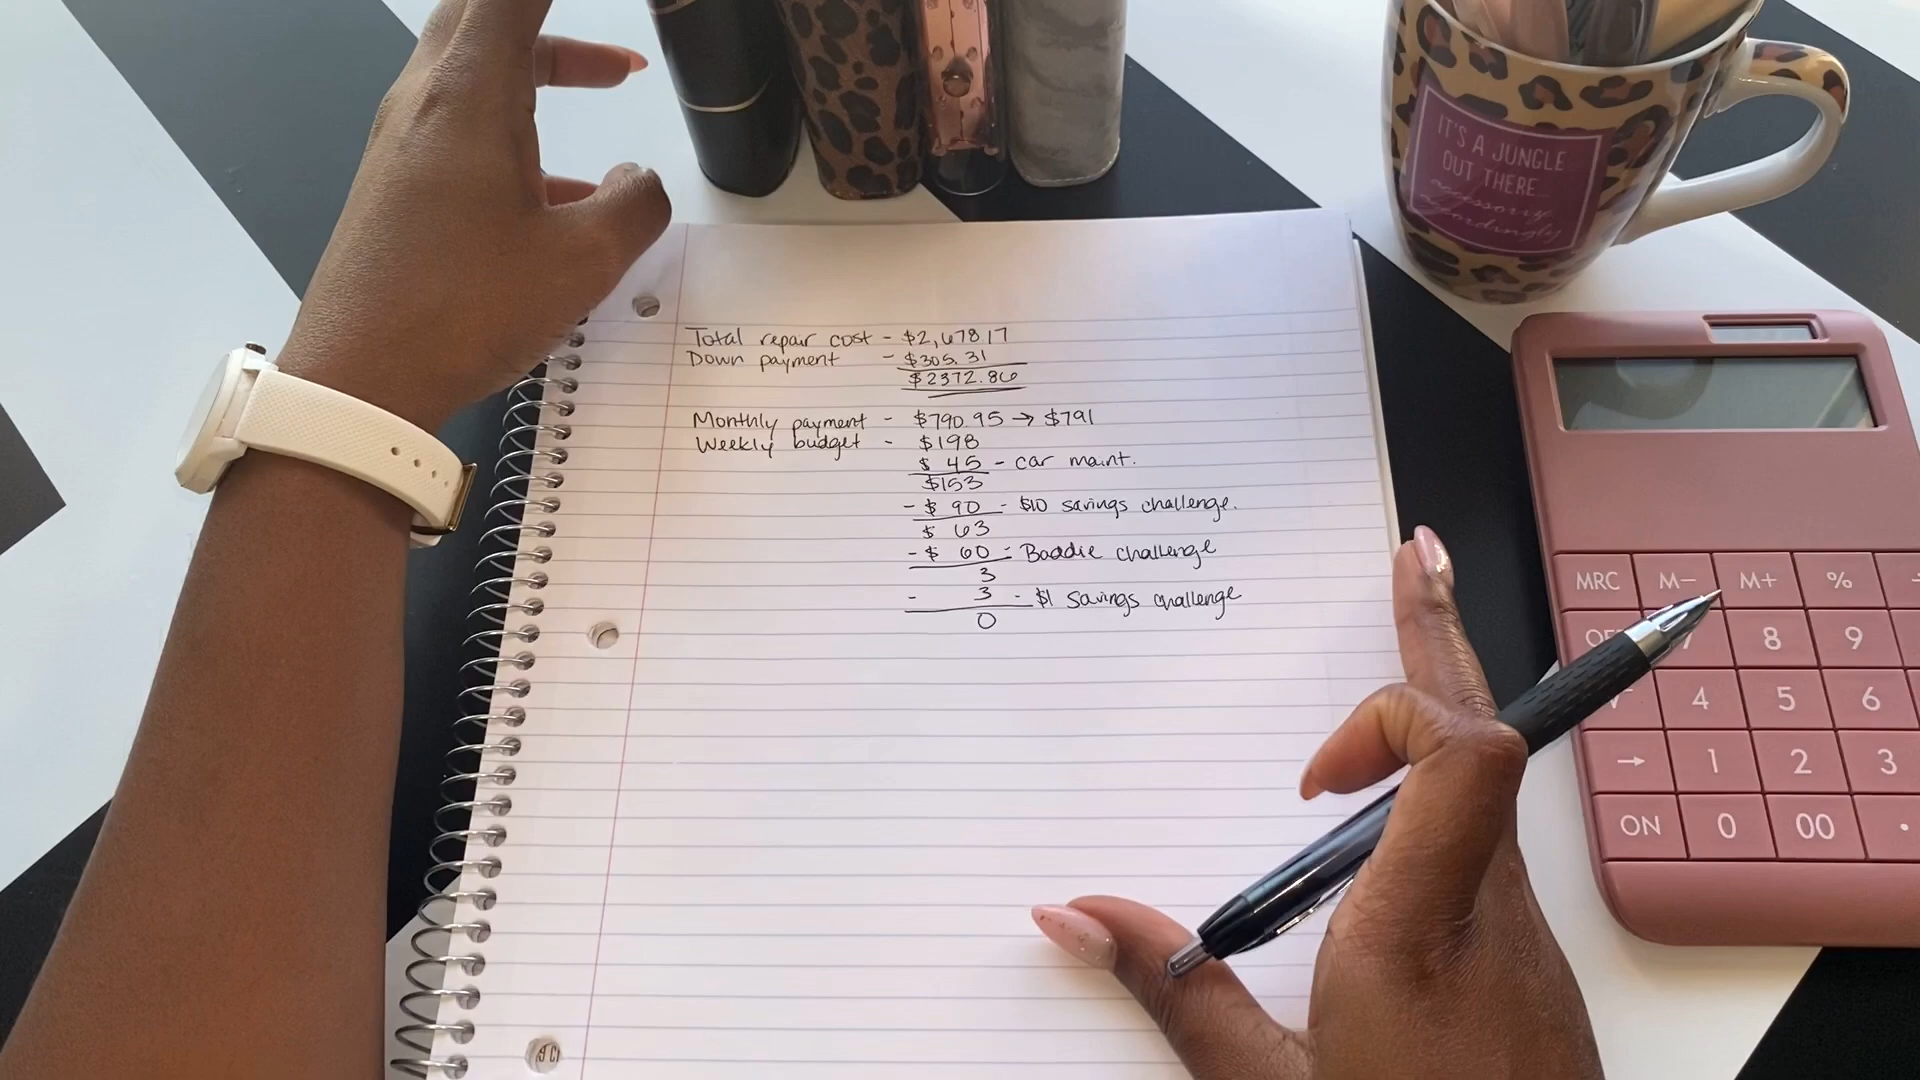 Total repair cost - $2,678 17
Down payment - $305.31
$2372.86
Monthly payment - $790.95 → $791
Weekly budget - $198
$ 45 - car maint.
$153
- $ 90 - $10 savings challenge.
$ 63
- $ 60 - Baddie challenge
3
- 3 - $1 savings challenge
0
IT'S A JUNGLE
OUT THERE
accessorize
accordingly
MRC M- M+ %
7 8 9
4 5 6
→ 1 2 3
ON 0 00 .